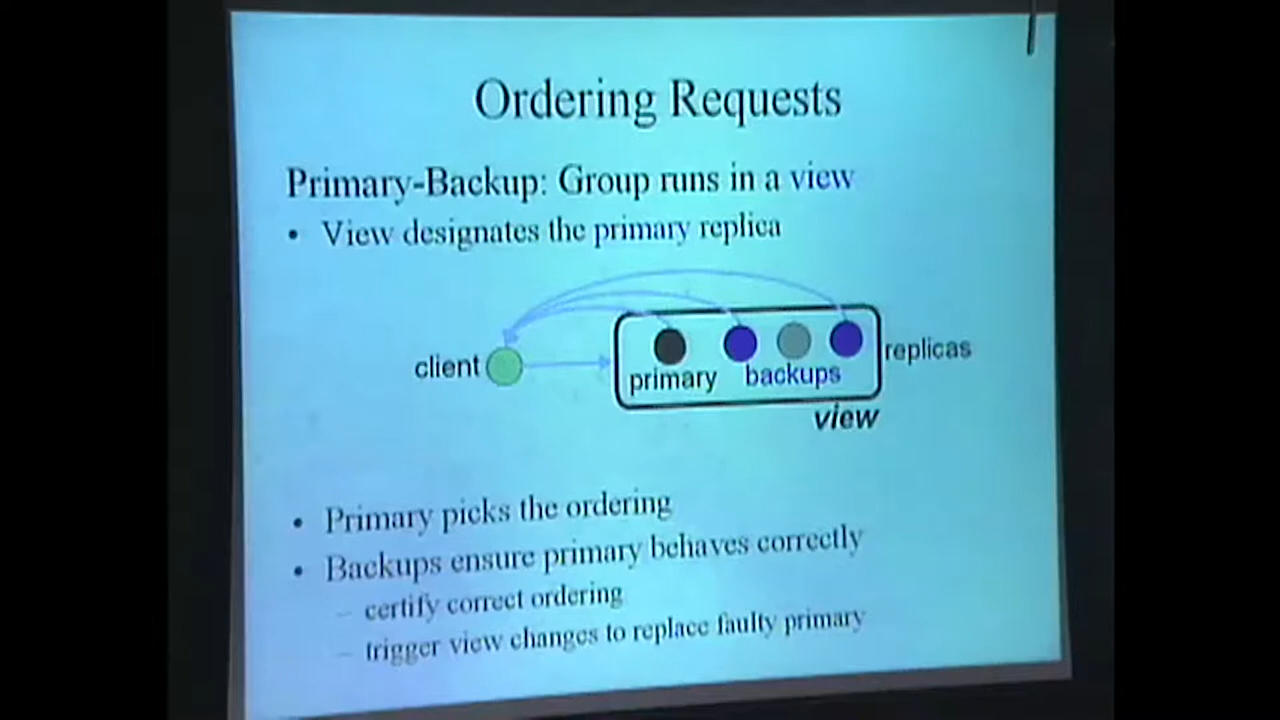 Ordering Requests
Primary-Backup: Group runs in a view
• View designates the primary replica
client
primary
backups
replicas
view
• Primary picks the ordering
• Backups ensure primary behaves correctly
– certify correct ordering
– trigger view changes to replace faulty primary